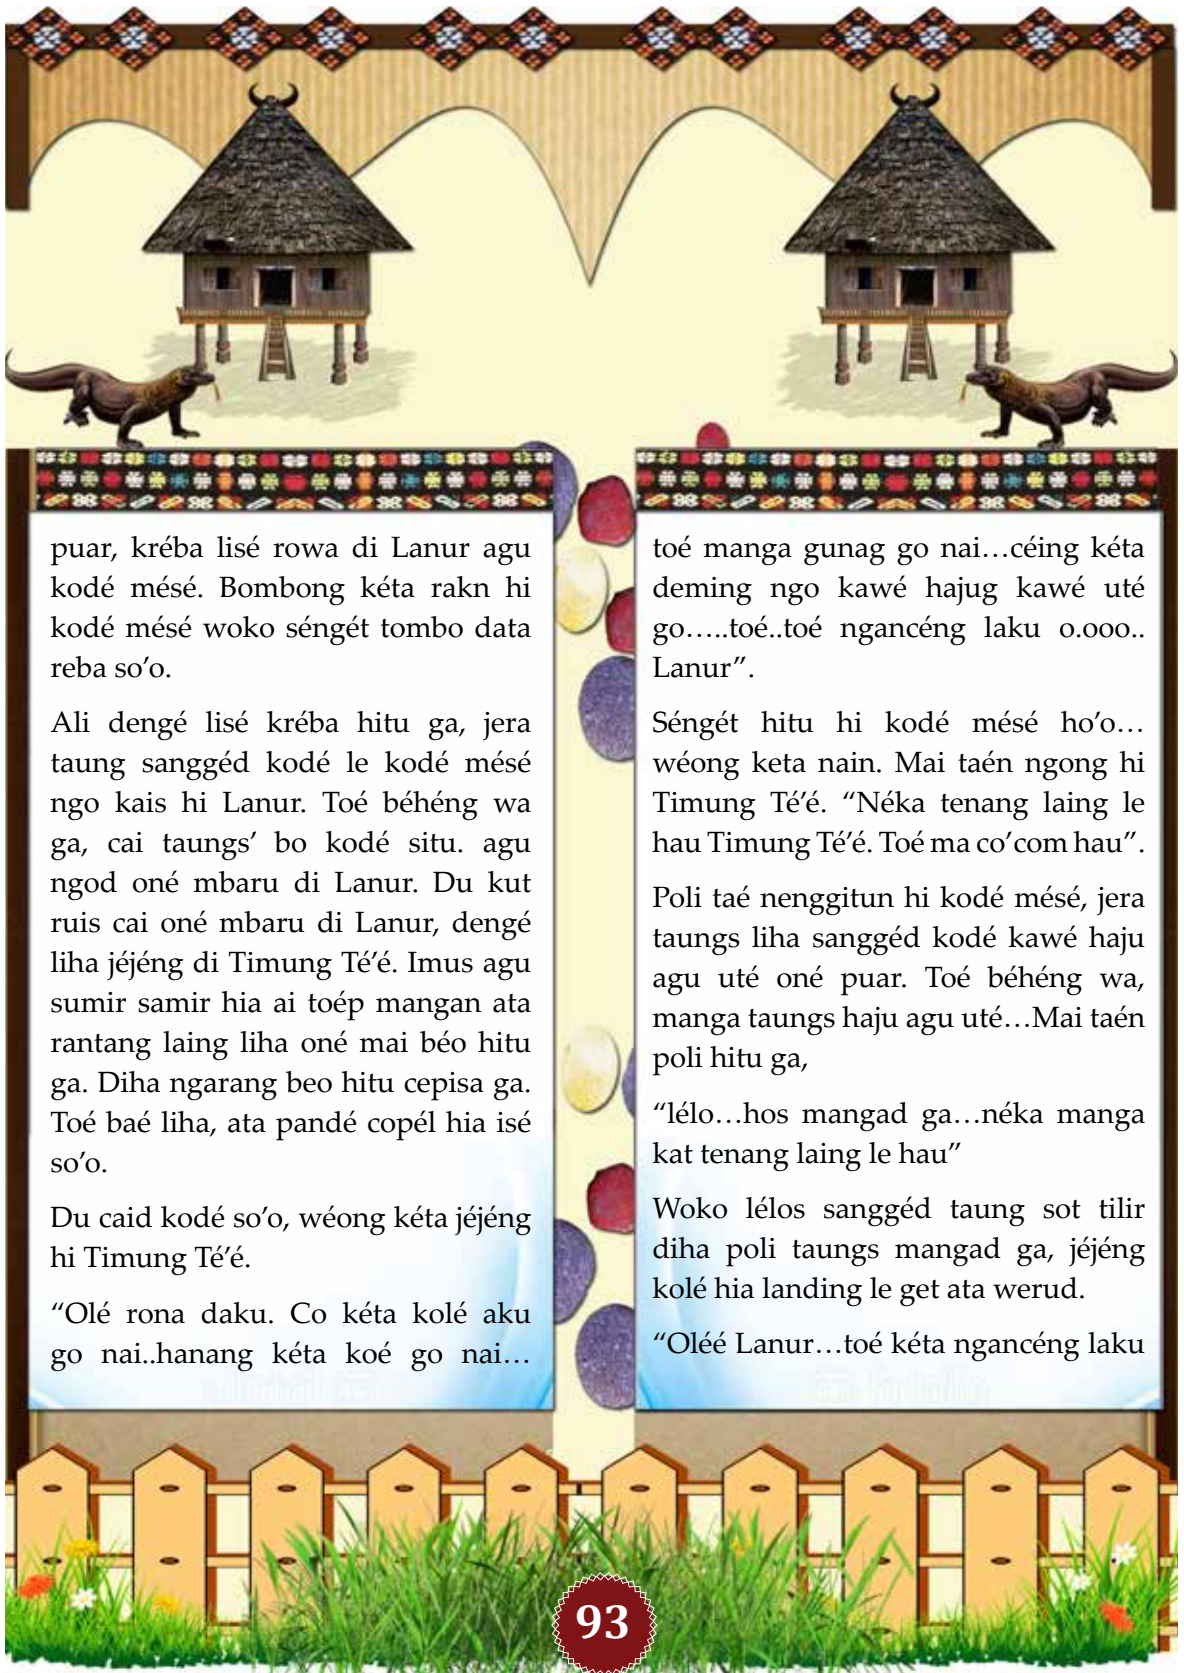 puar, kréba lisé rowa di Lanur agu
kodé mésé. Bombong kéta rakn hi
kodé mésé woko séngét tombo data
reba so’o.
Ali dengé lisé kréba hitu ga, jera
taung sanggéd kodé le kodé mésé
ngo kais hi Lanur. Toé béhéng wa
ga, cai taungs’ bo kodé situ. agu
ngod oné mbaru di Lanur. Du kut
ruis cai oné mbaru di Lanur, dengé
liha jéjéng di Timung Té’é. Imus agu
sumir samir hia ai toép mangan ata
rantang laing liha oné mai béo hitu
ga. Diha ngarang beo hitu cepisa ga.
Toé baé liha, ata pandé copél hia isé
so’o.
Du caid kodé so’o, wéong kéta jéjéng
hi Timung Té’é.
“Olé rona daku. Co kéta kolé aku
go nai..hanang kéta koé go nai…
toé manga gunag go nai…céing kéta
deming ngo kawé hajug kawé uté
go…..toé..toé ngancéng laku o.ooo..
Lanur”.
Séngét hitu hi kodé mésé ho’o…
wéong keta nain. Mai taén ngong hi
Timung Té’é. “Néka tenang laing le
hau Timung Té’é. Toé ma co’com hau”.
Poli taé nenggitun hi kodé mésé, jera
taungs liha sanggéd kodé kawé haju
agu uté oné puar. Toé béhéng wa,
manga taungs haju agu uté…Mai taén
poli hitu ga,
“lélo…hos mangad ga…néka manga
kat tenang laing le hau”
Woko lélos sanggéd taung sot tilir
diha poli taungs mangad ga, jéjéng
kolé hia landing le get ata werud.
“Oléé Lanur…toé kéta ngancéng laku
93